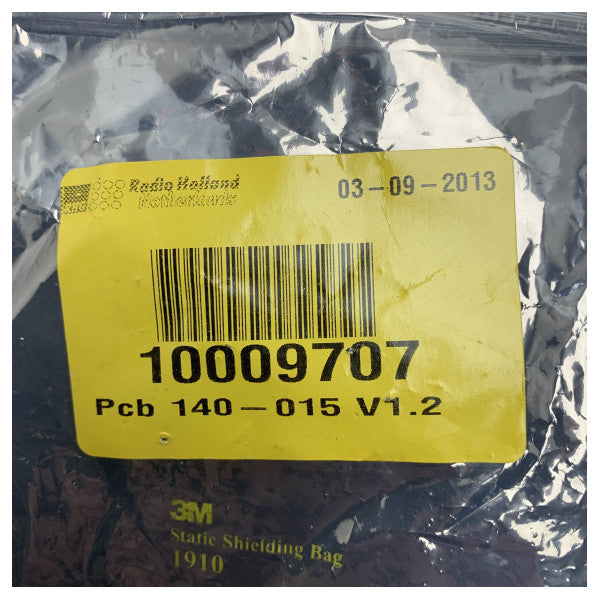 Radio Holland
Netherlands
03-09-2013
10009707
Pcb 140-015 V1.2
3M
Static Shielding Bag
1910